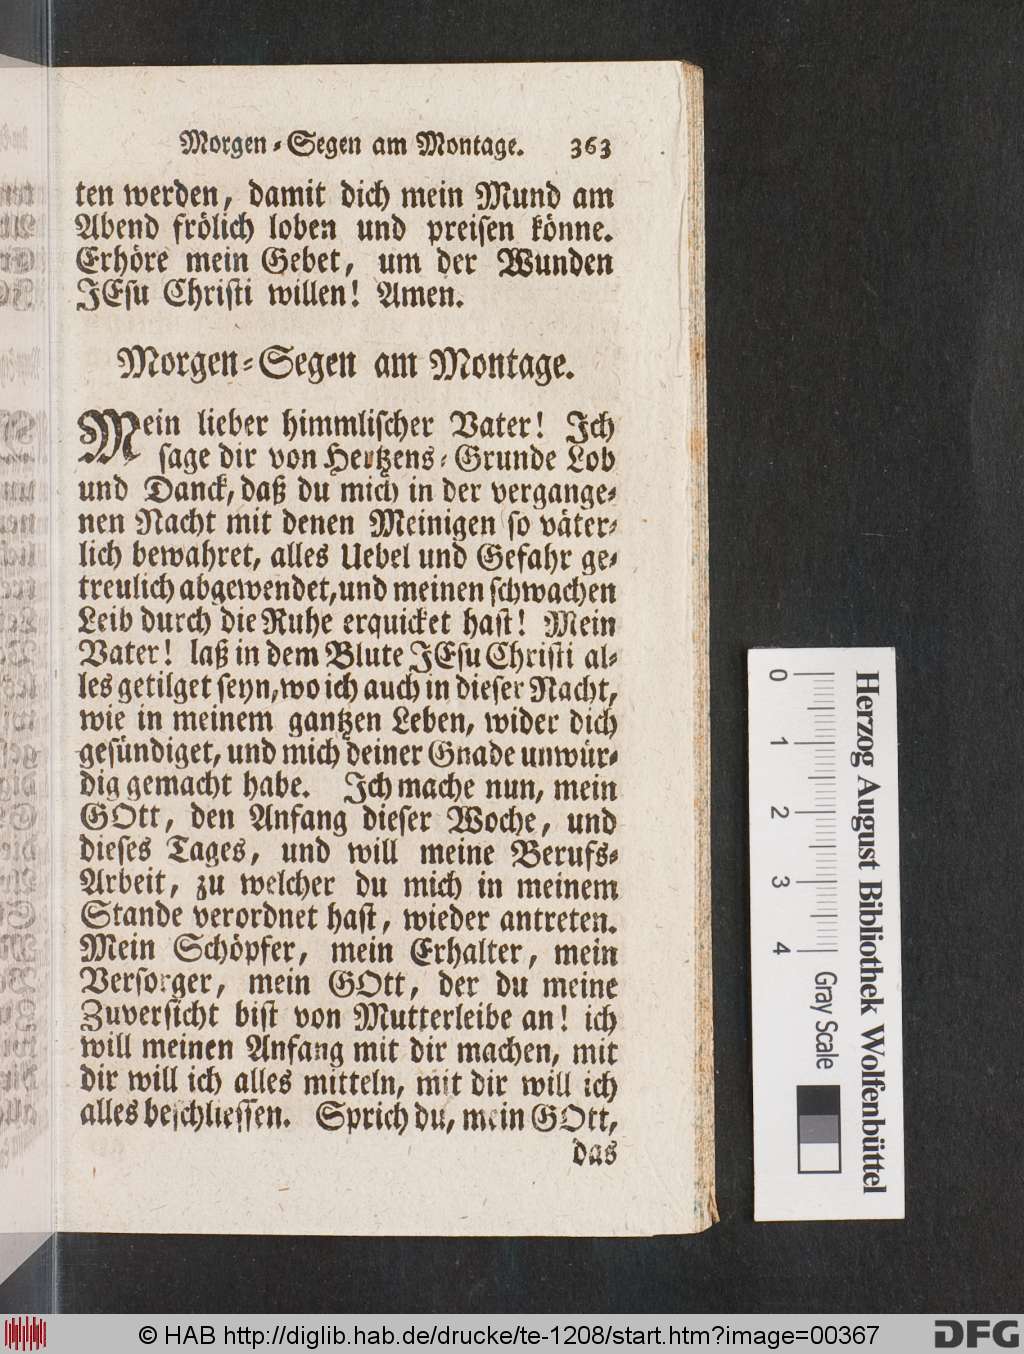 Morgen-Segen am Montage. 363
ten werden, damit dich mein Mund am
Abend frölich loben und preisen könne.
Erhöre mein Gebet, um der Wunden
JEsu Christi willen! Amen.
Morgen-Segen am Montage.
Mein lieber himmlischer Vater! Ich
sage dir von Hertzens-Grunde Lob
und Danck, daß du mich in der vergange-
nen Nacht mit denen Meinigen so väter-
lich bewahret, alles Uebel und Gefahr ge-
treulich abgewendet, und meinen schwachen
Leib durch die Ruhe erquicket hast! Mein
Vater! laß in dem Blute JEsu Christi al-
les getilget seyn, wo ich auch in dieser Nacht,
wie in meinem gantzen Leben, wider dich
gesündiget, und mich deiner Gnade unwür-
dig gemacht habe. Ich mache nun, mein
GOtt, den Anfang dieser Woche, und
dieses Tages, und will meine Berufs-
Arbeit, zu welcher du mich in meinem
Stande verordnet hast, wieder antreten.
Mein Schöpfer, mein Erhalter, mein
Versorger, mein GOtt, der du meine
Zuversicht bist von Mutterleibe an! ich
will meinen Anfang mit dir machen, mit
dir will ich alles mitteln, mit dir will ich
alles beschliessen. Sprich du, mein GOtt,
das
0 1 2 3 4 Gray Scale
Herzog August Bibliothek Wolfenbüttel
© HAB http://diglib.hab.de/drucke/te-1208/start.htm?image=00367
DFG